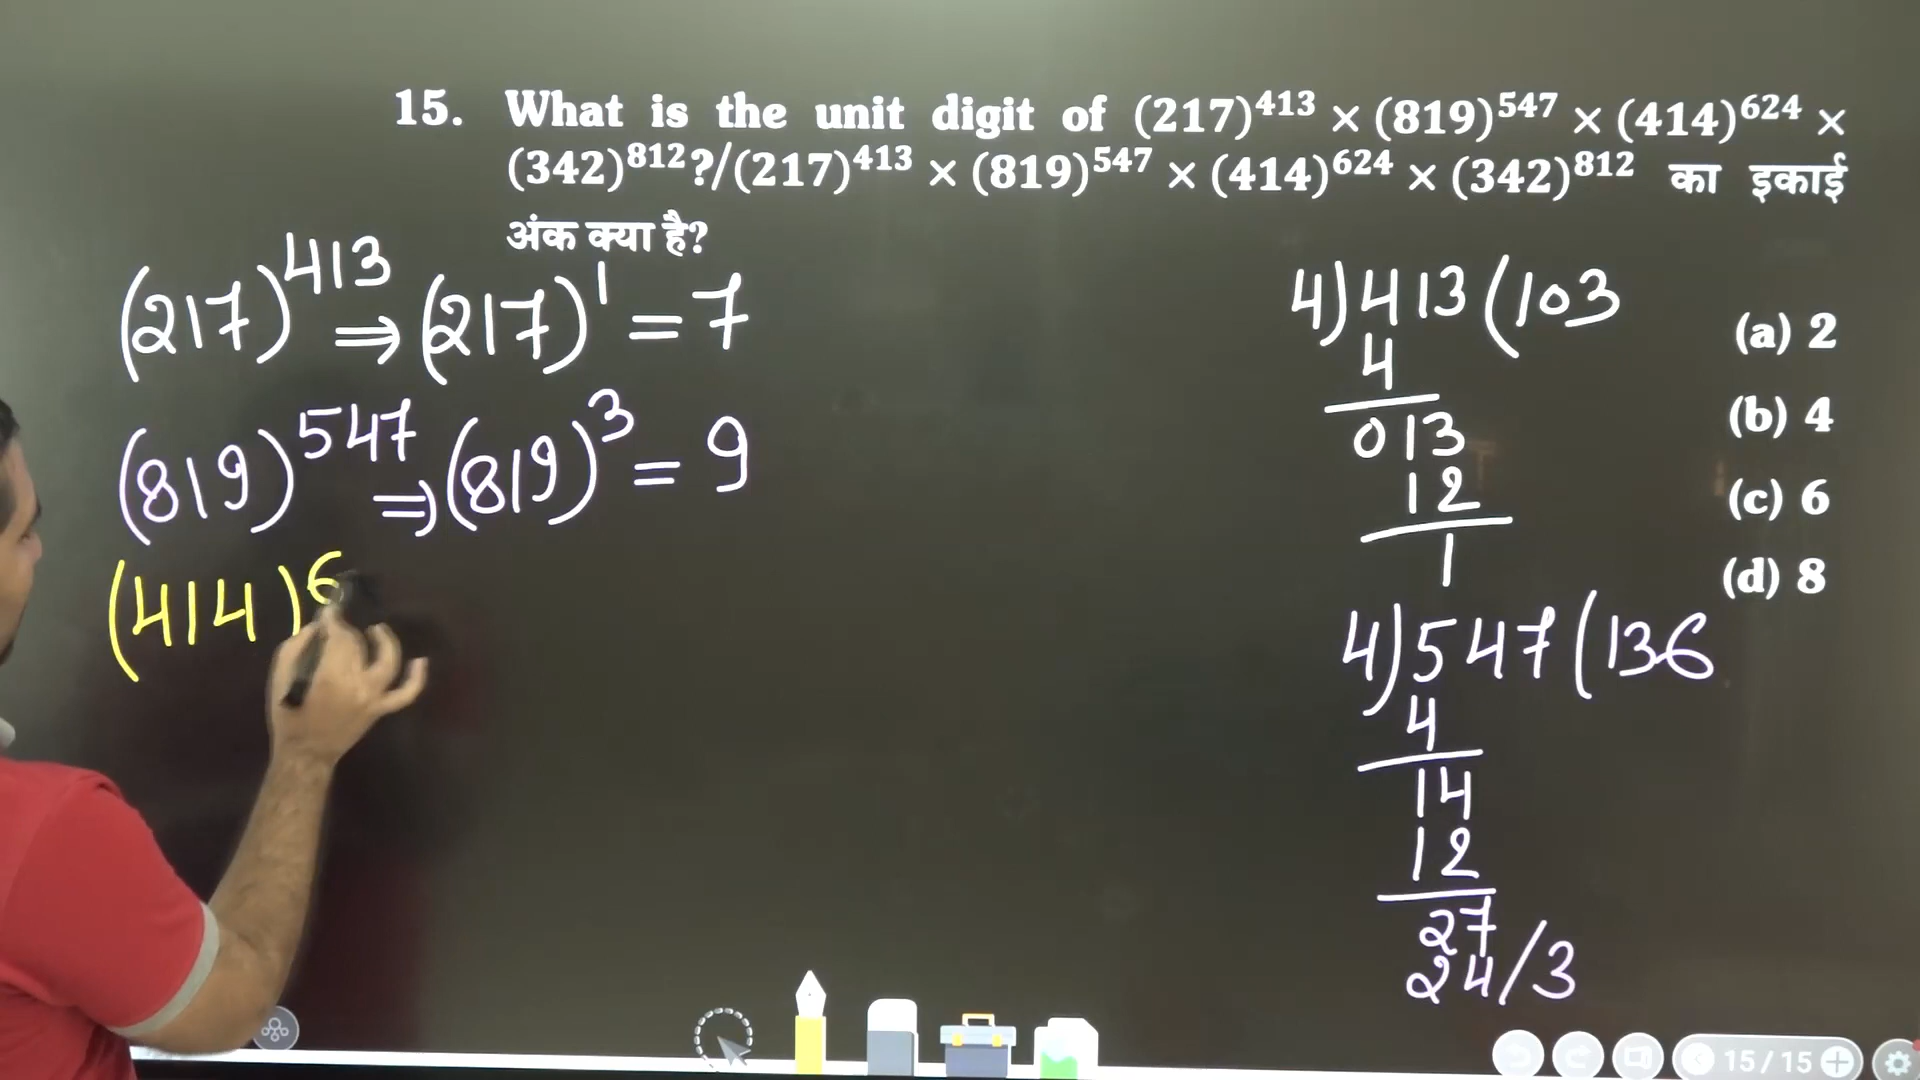 15. What is the unit digit of (217)⁴¹³ × (819)⁵⁴⁷ × (414)⁶²⁴ ×
(342)⁸¹²?/(217)⁴¹³ × (819)⁵⁴⁷ × (414)⁶²⁴ × (342)⁸¹² का इकाई
अंक क्या है?
(217)⁴¹³ ⇒ (217)¹ = 7
(819)⁵⁴⁷ ⇒ (819)³ = 9
(414)⁶
4)413(103
4
013
12
1
4)547(136
4
14
12
27
24/3
(a) 2
(b) 4
(c) 6
(d) 8
15/15